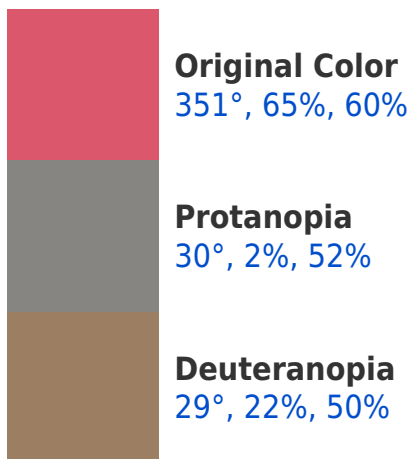 Original Color
351°, 65%, 60%
Protanopia
30°, 2%, 52%
Deuteranopia
29°, 22%, 50%